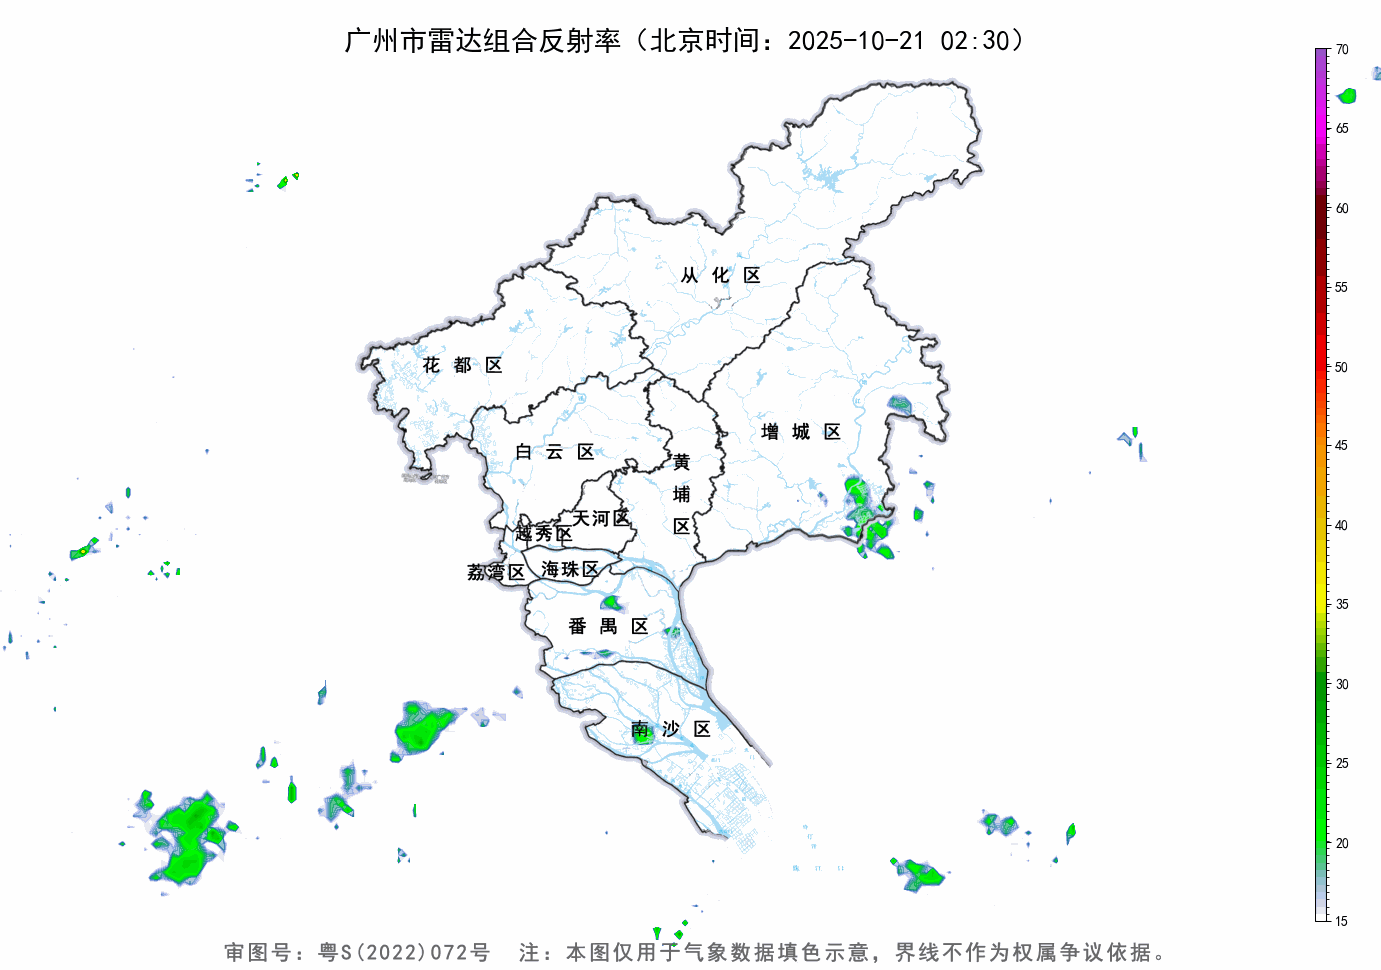 广州市雷达组合反射率（北京时间：2025-10-21 02:30）
70
65
60
55
50
45
40
35
30
25
20
15
从化区
花都区
增城区
白云区
黄埔区
天河区
越秀区
荔湾区
海珠区
番禺区
南沙区
审图号：粤S(2022)072号 注：本图仅用于气象数据填色示意，界线不作为权属争议依据。